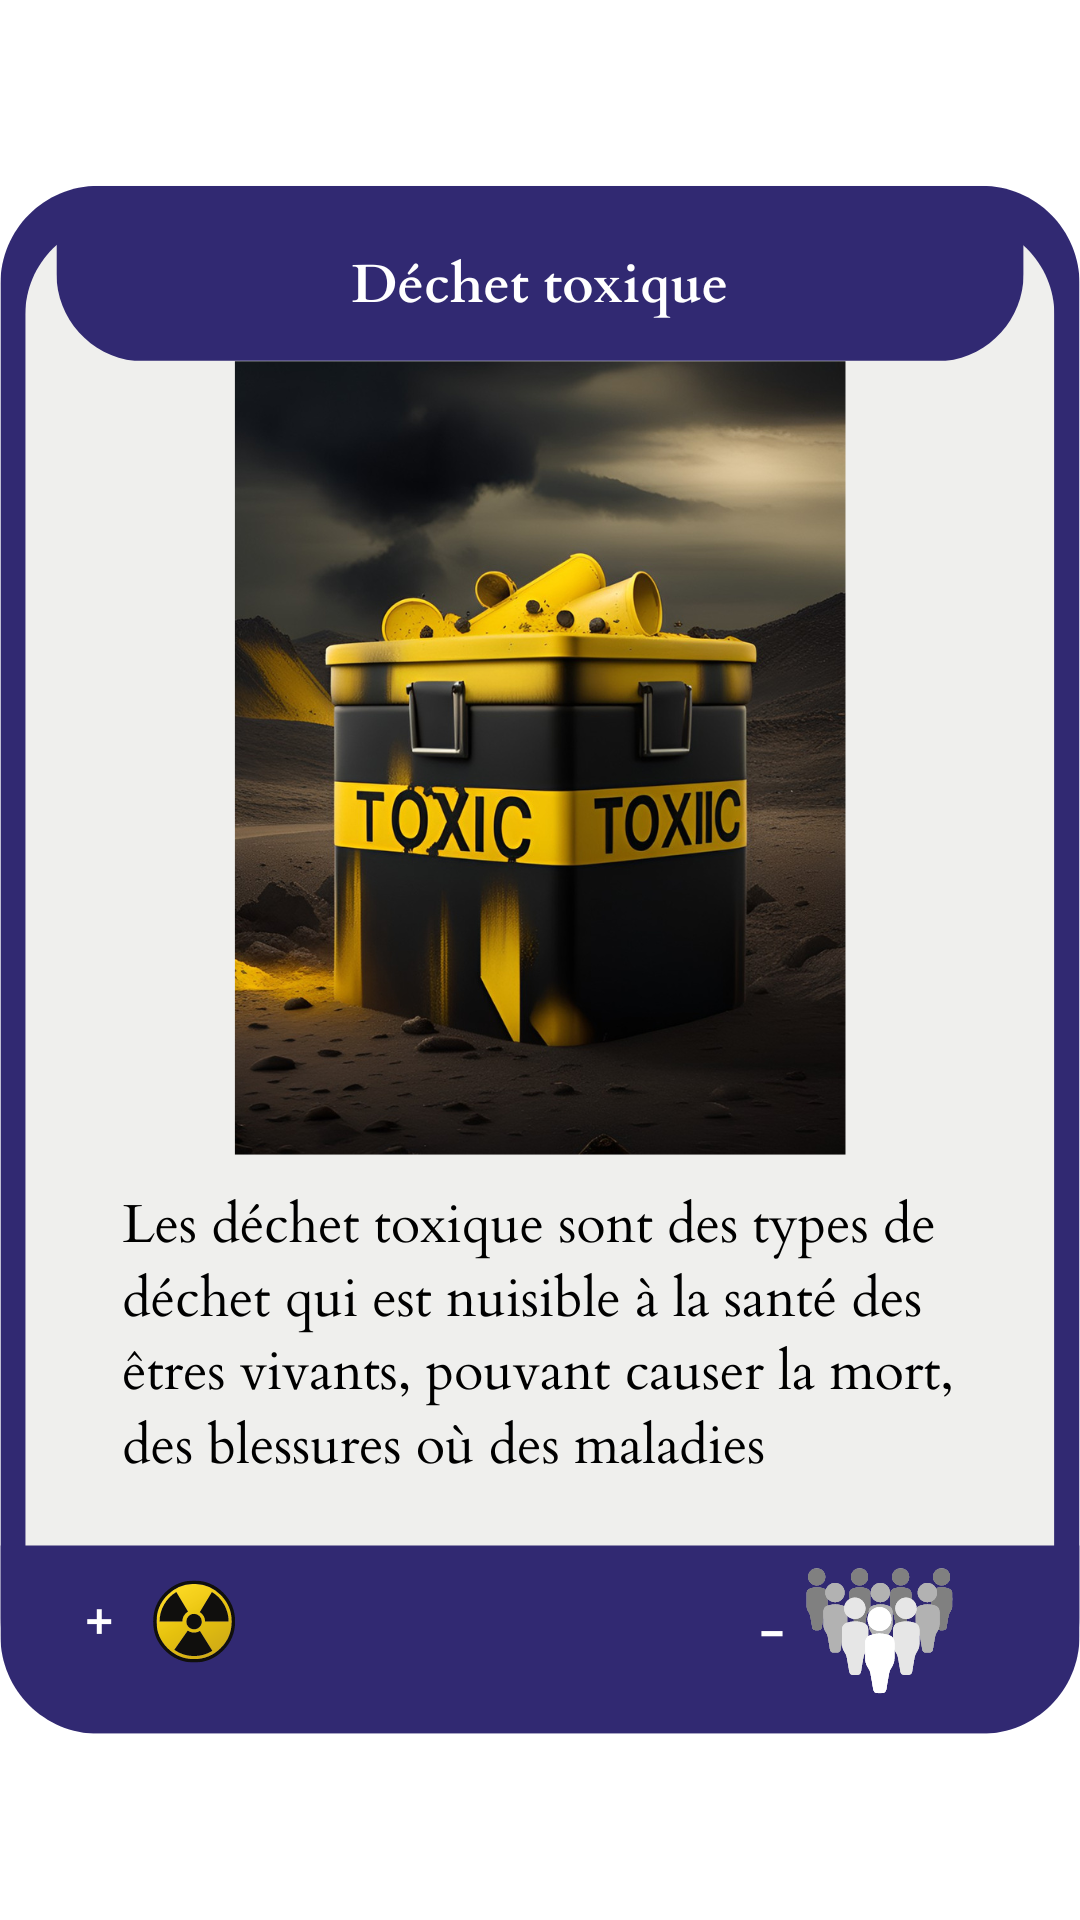 Déchet toxique
TOXIC TOXIIC
Les déchet toxique sont des types de
déchet qui est nuisible à la santé des
êtres vivants, pouvant causer la mort,
des blessures où des maladies
+ -